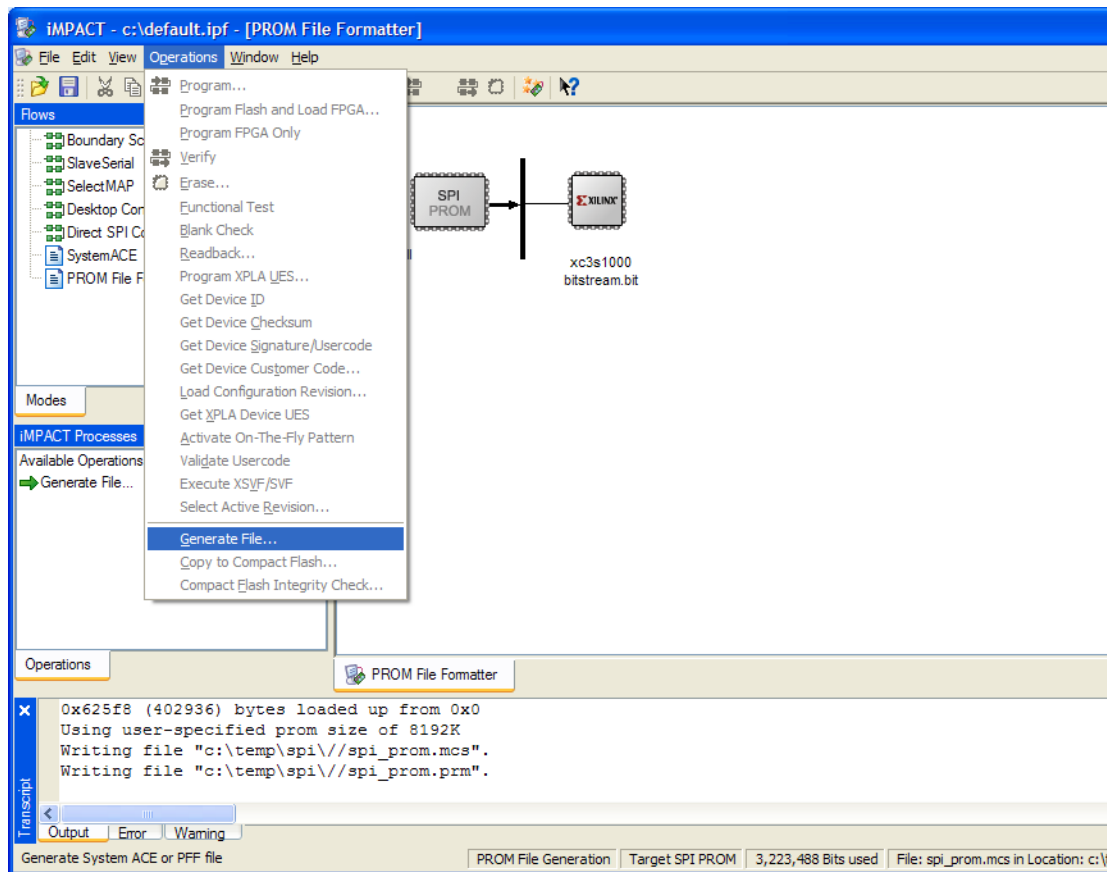 iMPACT - c:\default.ipf - [PROM File Formatter]
File Edit View Operations Window Help
Flows
Boundary Sc
SlaveSerial
SelectMAP
Desktop Con
Direct SPI Co
SystemACE
PROM File F
Modes
iMPACT Processes
Available Operations
Generate File...
Operations
Program...
Program Flash and Load FPGA...
Program FPGA Only
Verify
Erase...
Functional Test
Blank Check
Readback...
Program XPLA UES...
Get Device ID
Get Device Checksum
Get Device Signature/Usercode
Get Device Customer Code...
Load Configuration Revision...
Get XPLA Device UES
Activate On-The-Fly Pattern
Validate Usercode
Execute XSVF/SVF
Select Active Revision...
Generate File...
Copy to Compact Flash...
Compact Flash Integrity Check...
SPI
PROM
XILINX
xc3s1000
bitstream.bit
PROM File Formatter
0x625f8 (402936) bytes loaded up from 0x0
Using user-specified prom size of 8192K
Writing file "c:\temp\spi\//spi_prom.mcs".
Writing file "c:\temp\spi\//spi_prom.prm".
Transcript
Output Error Warning
Generate System ACE or PFF file
PROM File Generation Target SPI PROM 3,223,488 Bits used File: spi_prom.mcs in Location: c:\